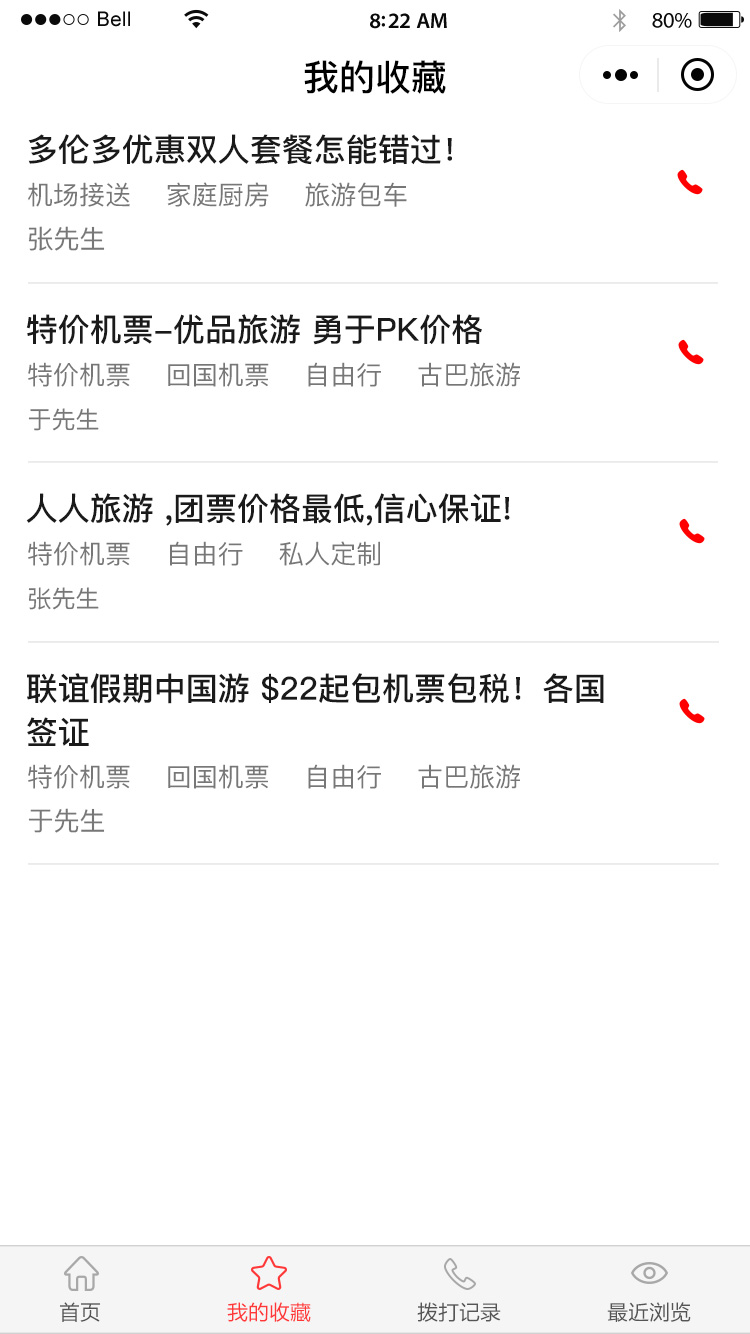 Bell 8:22 AM 80%
我的收藏
多伦多优惠双人套餐怎能错过！
机场接送 家庭厨房 旅游包车
张先生
特价机票–优品旅游 勇于PK价格
特价机票 回国机票 自由行 古巴旅游
于先生
人人旅游 ,团票价格最低,信心保证!
特价机票 自由行 私人定制
张先生
联谊假期中国游 $22起包机票包税！各国
签证
特价机票 回国机票 自由行 古巴旅游
于先生
首页 我的收藏 拨打记录 最近浏览